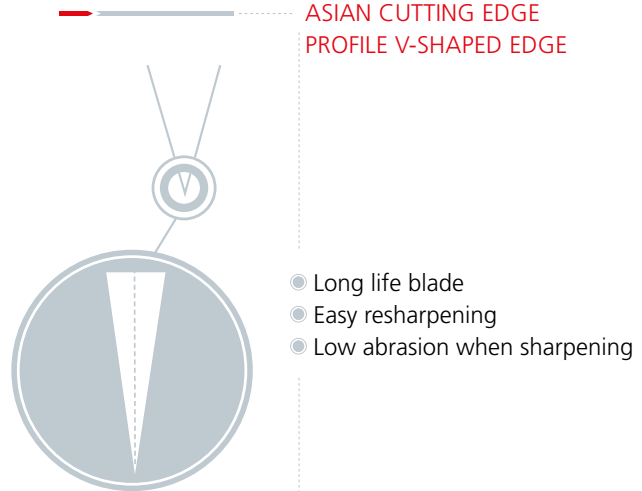 ASIAN CUTTING EDGE
PROFILE V-SHAPED EDGE
Long life blade
Easy resharpening
Low abrasion when sharpening